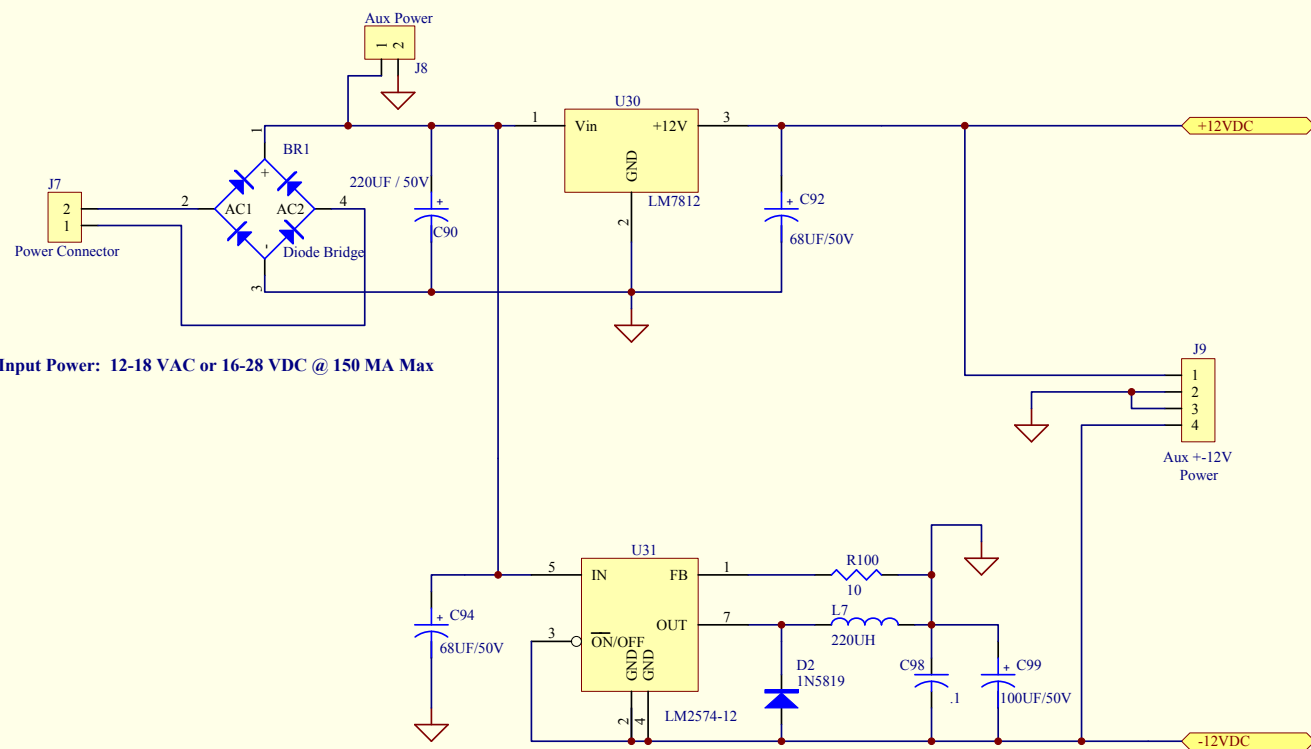 Aux Power
1 2
J8
U30
1 Vin +12V 3
+12VDC
GND
2
LM7812
1
BR1
J7
2
1
Power Connector
2 AC1 AC2 4
+
-
Diode Bridge
3
220UF / 50V
+
C90
+ C92
68UF/50V
Input Power: 12-18 VAC or 16-28 VDC @ 150 MA Max
J9
1
2
3
4
Aux +-12V
Power
U31
5 IN FB 1
R100
10
3 ON/OFF OUT 7
L7
220UH
GND
GND
2 4
LM2574-12
+ C94
68UF/50V
D2
1N5819
C98
.1
+ C99
100UF/50V
-12VDC